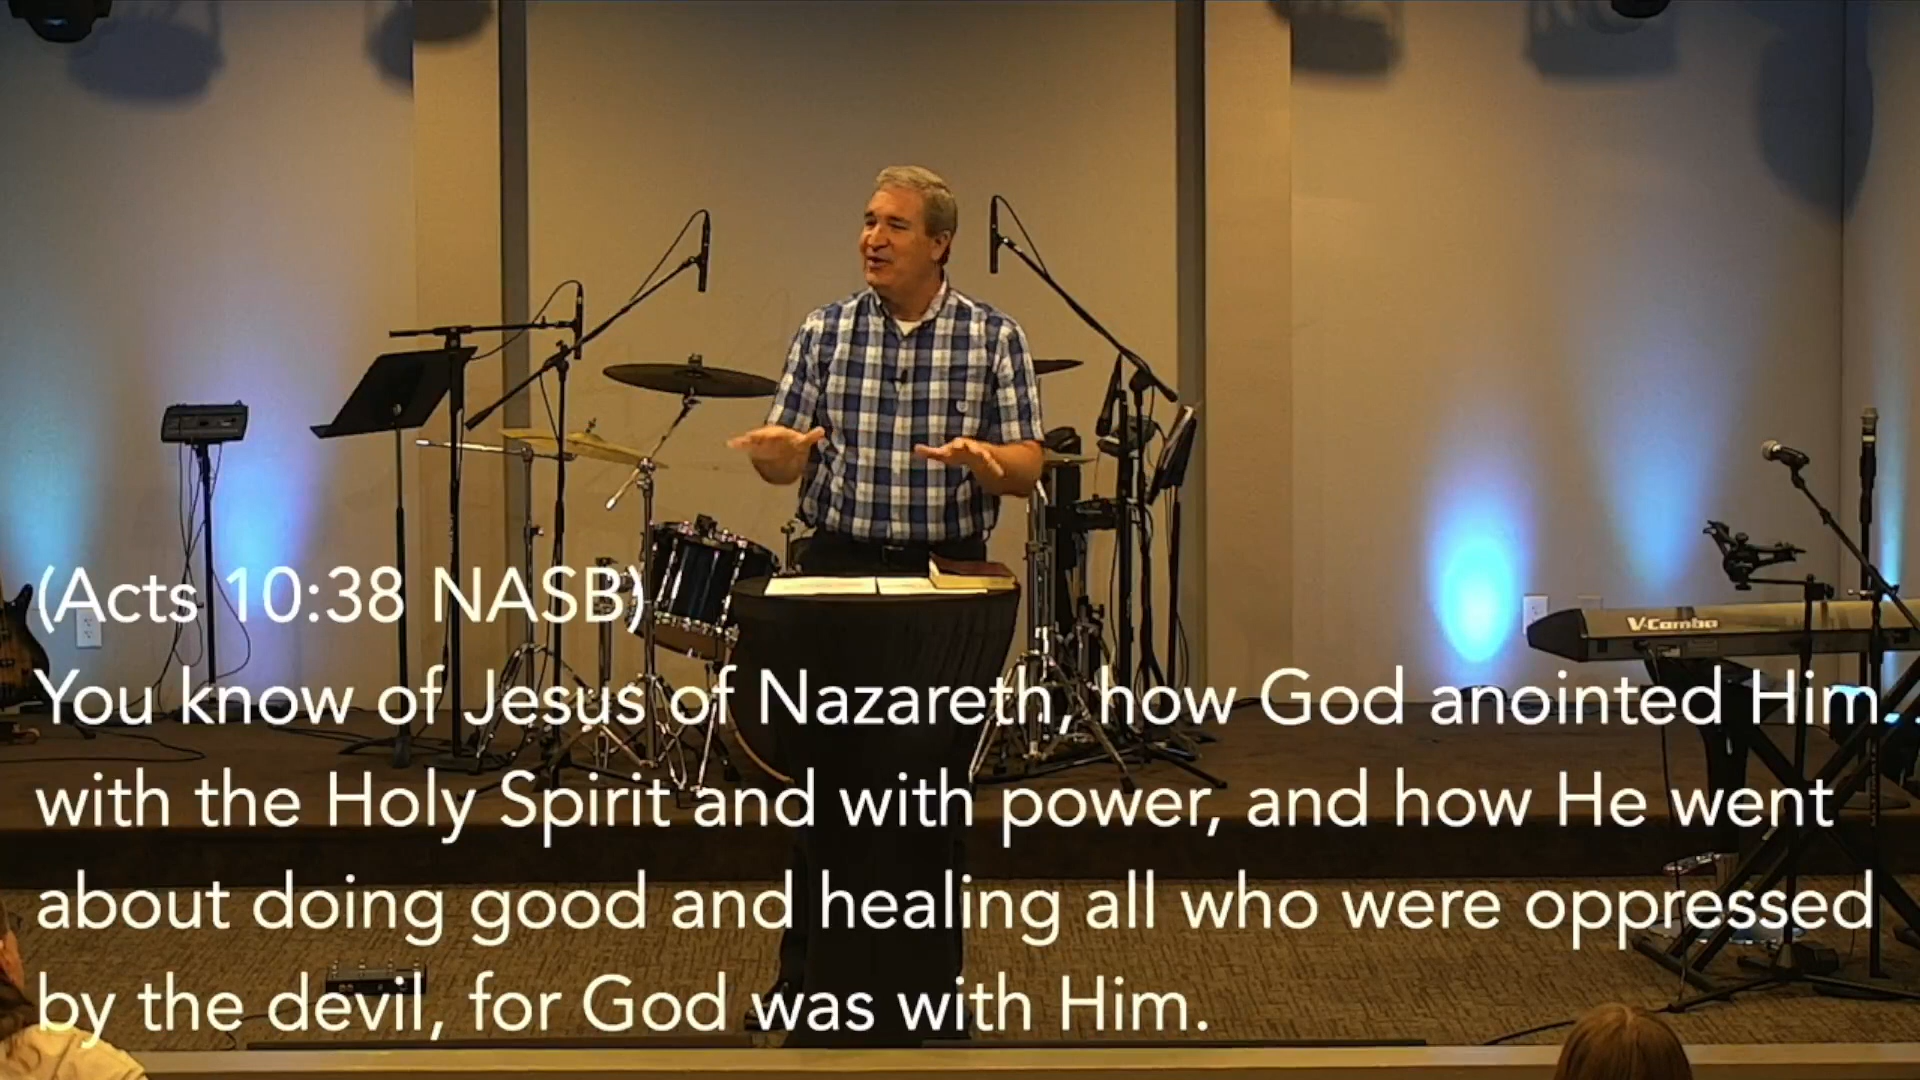 (Acts 10:38 NASB)
You know of Jesus of Nazareth, how God anointed Him
with the Holy Spirit and with power, and how He went
about doing good and healing all who were oppressed
by the devil, for God was with Him.
V-Combo